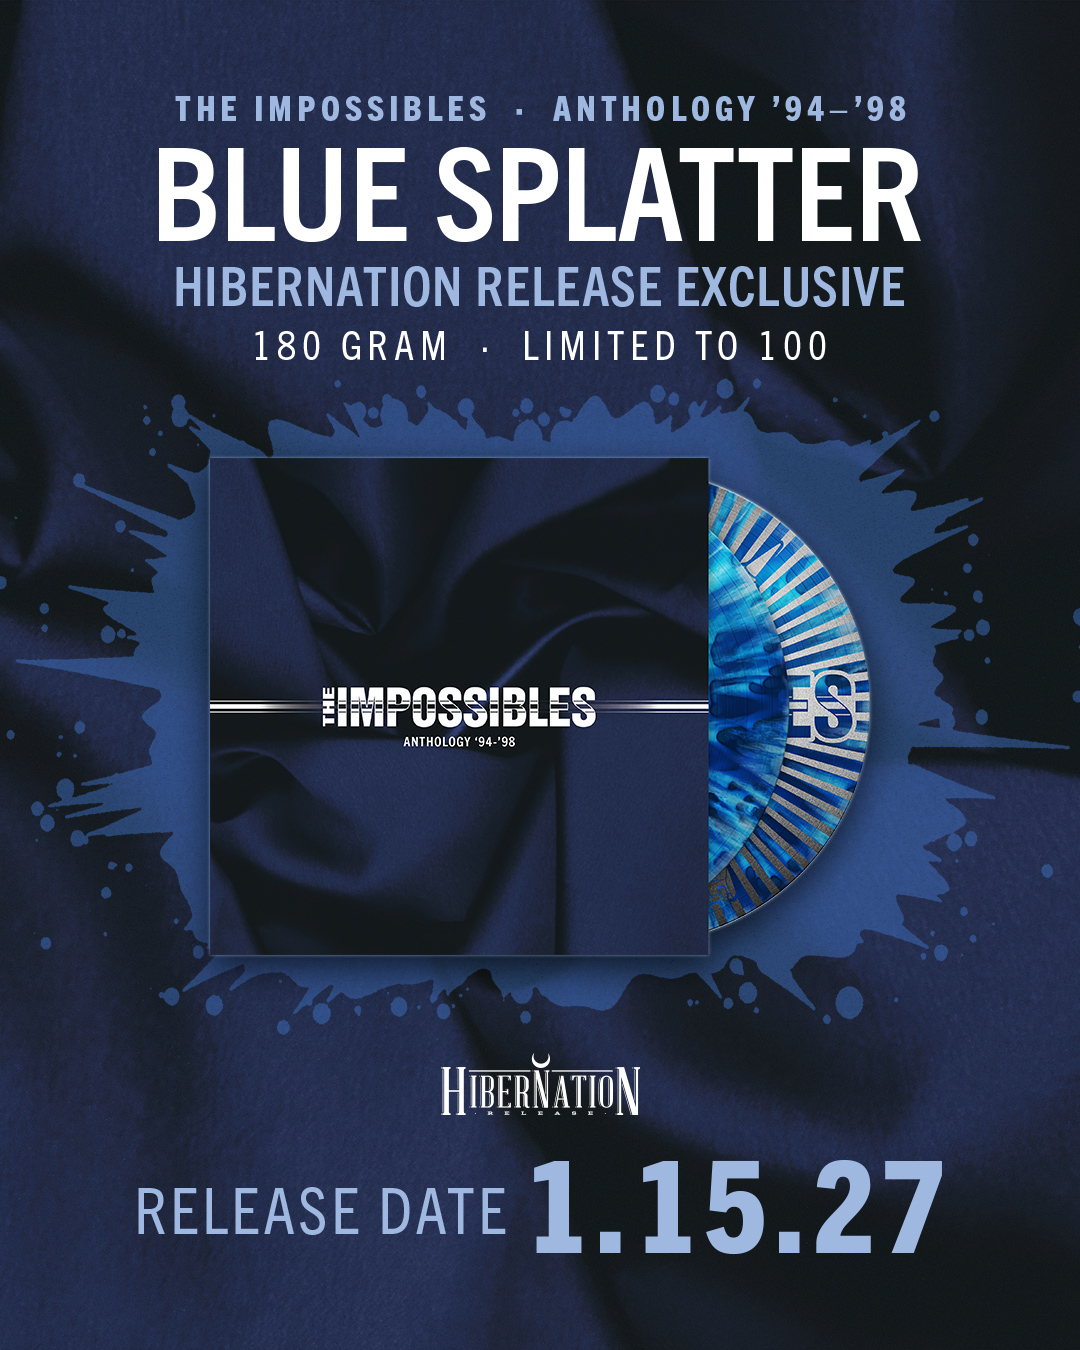 THE IMPOSSIBLES · ANTHOLOGY ’94–’98
BLUE SPLATTER
HIBERNATION RELEASE EXCLUSIVE
180 GRAM · LIMITED TO 100
THE IMPOSSIBLES
ANTHOLOGY ‘94-’98
ES
HIBERNATION
· RELEASE ·
RELEASE DATE 1.15.27